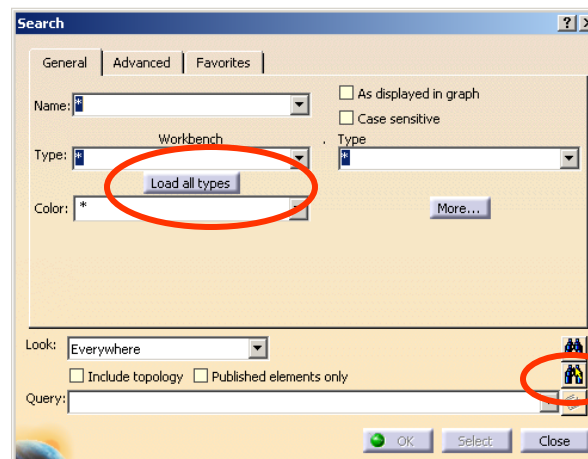 Search
General Advanced Favorites
Name: *
As displayed in graph
Case sensitive
Workbench . Type
Type: * *
Load all types
Color: * More...
Look: Everywhere
Include topology Published elements only
Query:
OK Select Close